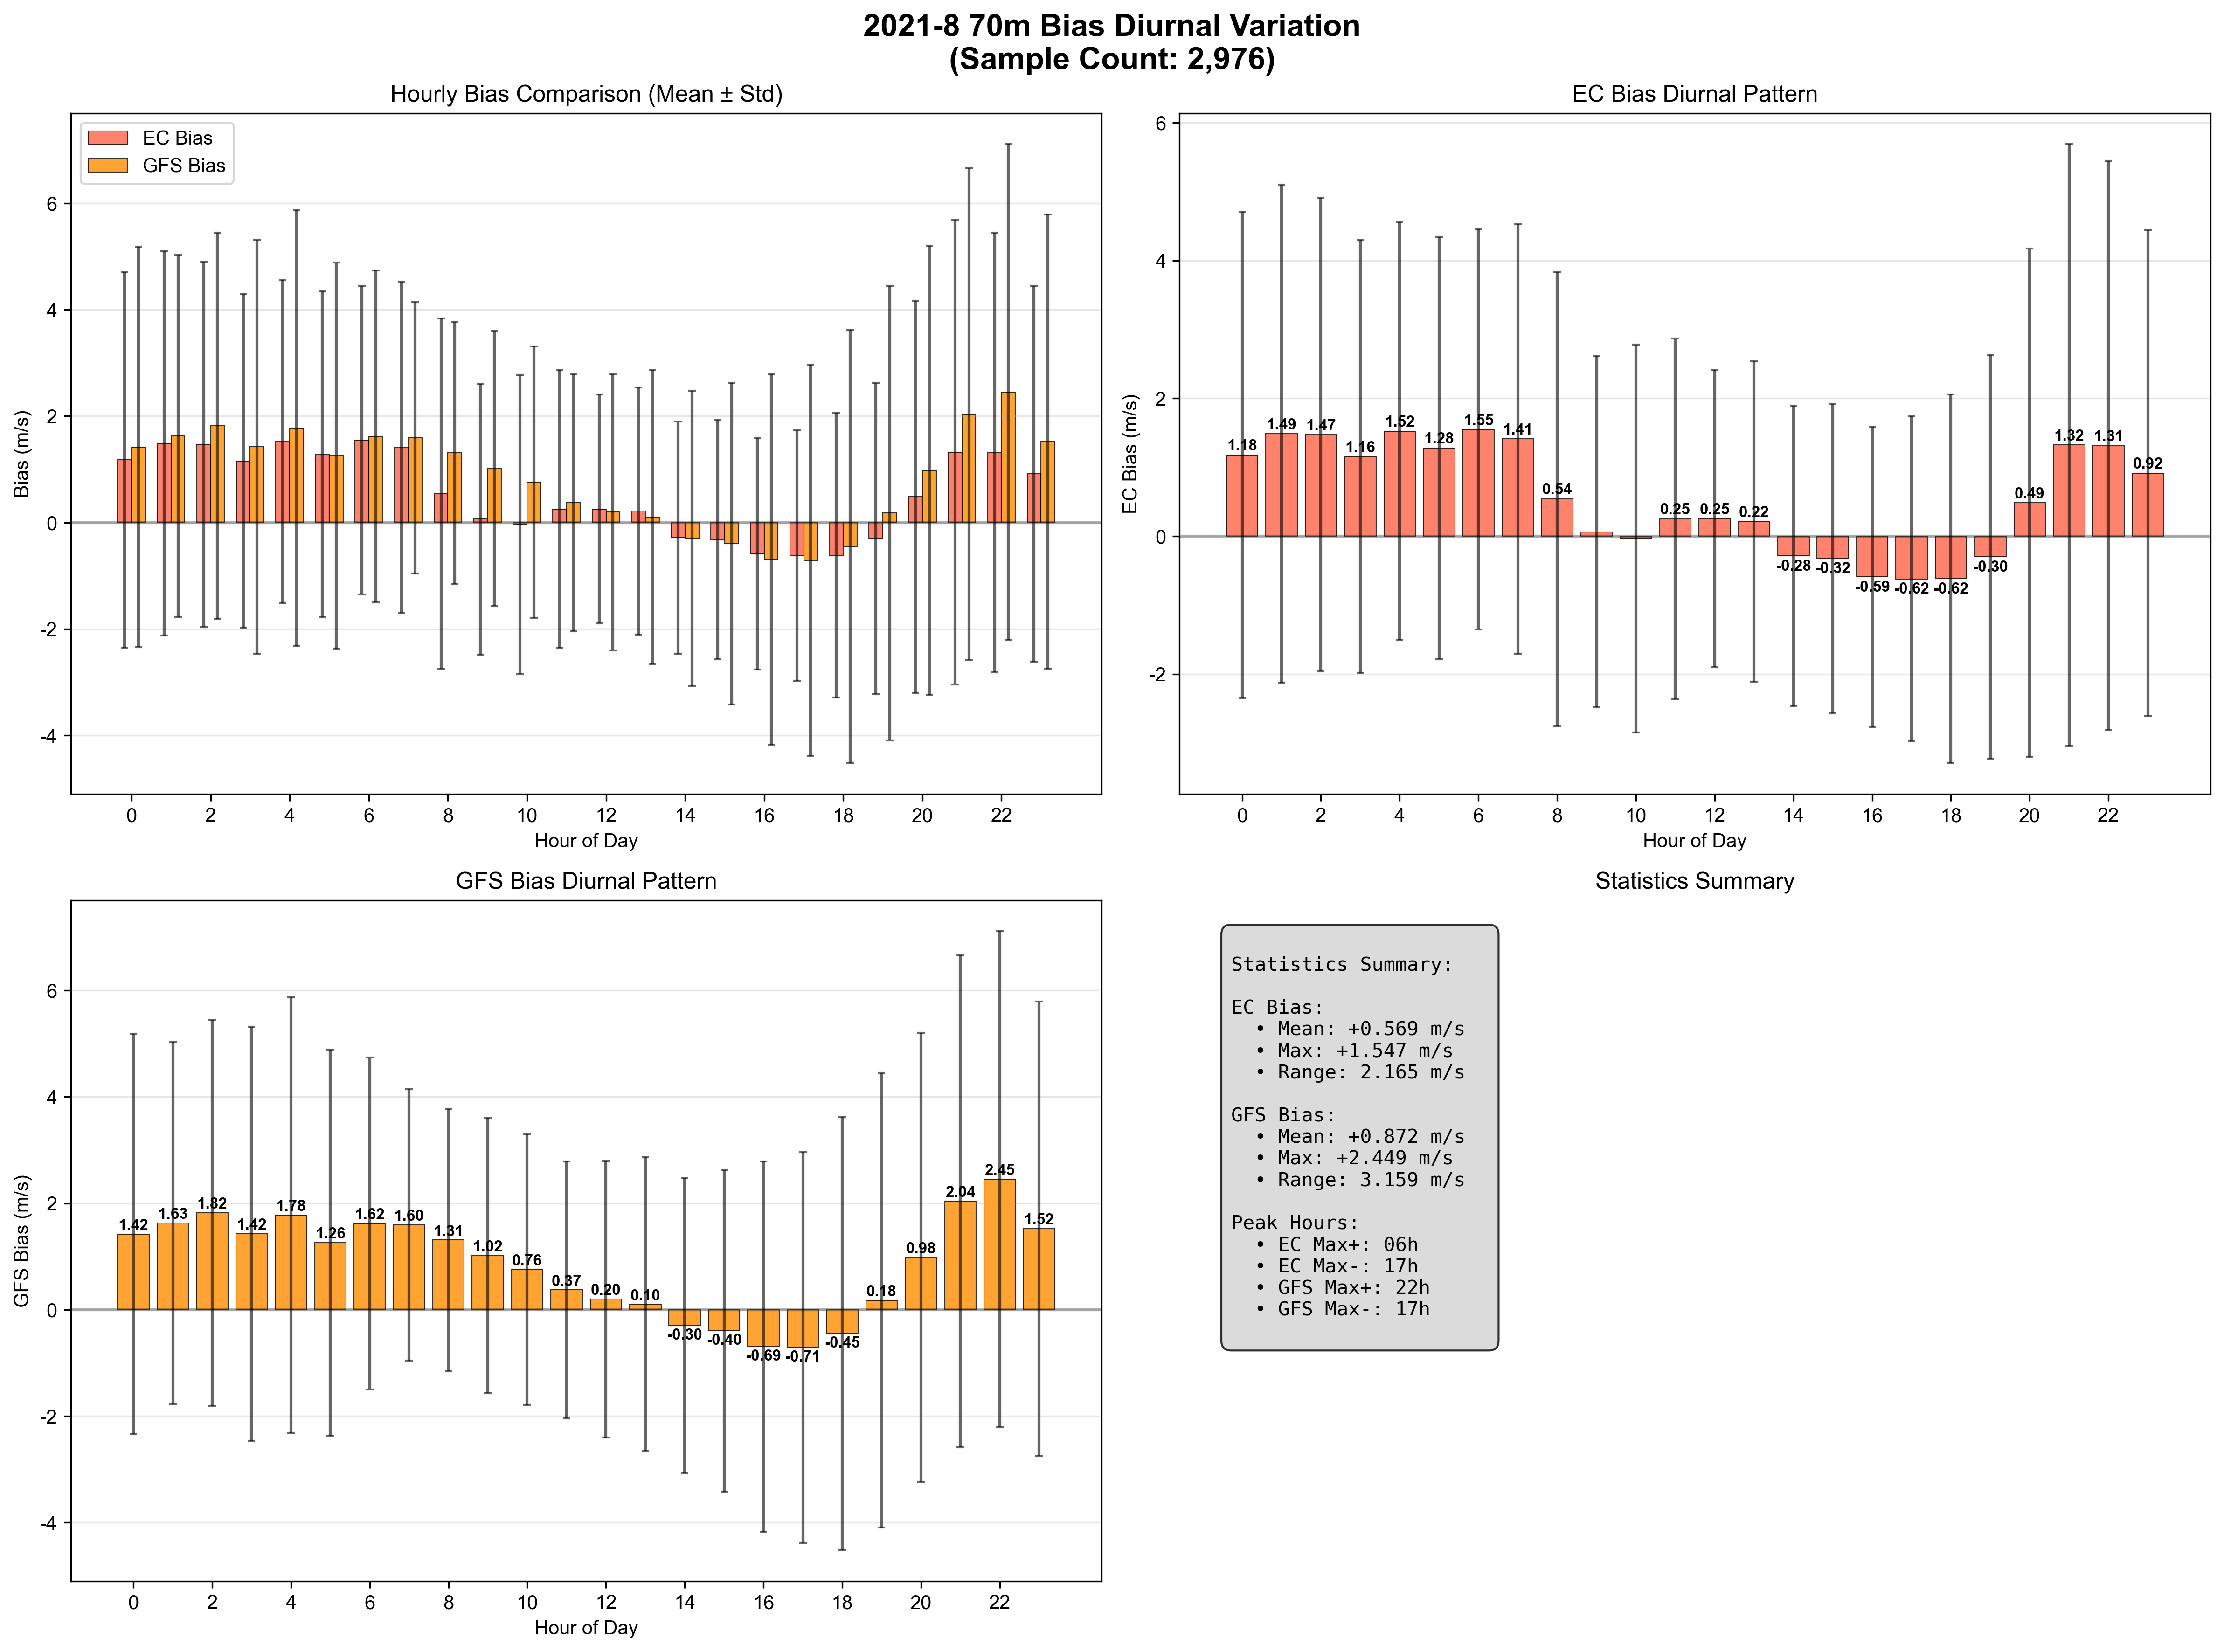 2021-8 70m Bias Diurnal Variation
(Sample Count: 2,976)
Hourly Bias Comparison (Mean ± Std)
EC Bias
GFS Bias
Bias (m/s)
6
4
2
0
-2
-4
0 2 4 6 8 10 12 14 16 18 20 22
Hour of Day
EC Bias Diurnal Pattern
EC Bias (m/s)
6
4
2
0
-2
1.18 1.49 1.47 1.16 1.52 1.28 1.55 1.41 0.54 0.25 0.25 0.22 -0.28 -0.32 -0.59 -0.62 -0.62 -0.30 0.49 1.32 1.31 0.92
0 2 4 6 8 10 12 14 16 18 20 22
Hour of Day
GFS Bias Diurnal Pattern
GFS Bias (m/s)
6
4
2
0
-2
-4
1.42 1.63 1.82 1.42 1.78 1.26 1.62 1.60 1.31 1.02 0.76 0.37 0.20 0.10 -0.30 -0.40 -0.69 -0.71 -0.45 0.18 0.98 2.04 2.45 1.52
0 2 4 6 8 10 12 14 16 18 20 22
Hour of Day
Statistics Summary
Statistics Summary:
EC Bias:
• Mean: +0.569 m/s
• Max: +1.547 m/s
• Range: 2.165 m/s
GFS Bias:
• Mean: +0.872 m/s
• Max: +2.449 m/s
• Range: 3.159 m/s
Peak Hours:
• EC Max+: 06h
• EC Max-: 17h
• GFS Max+: 22h
• GFS Max-: 17h